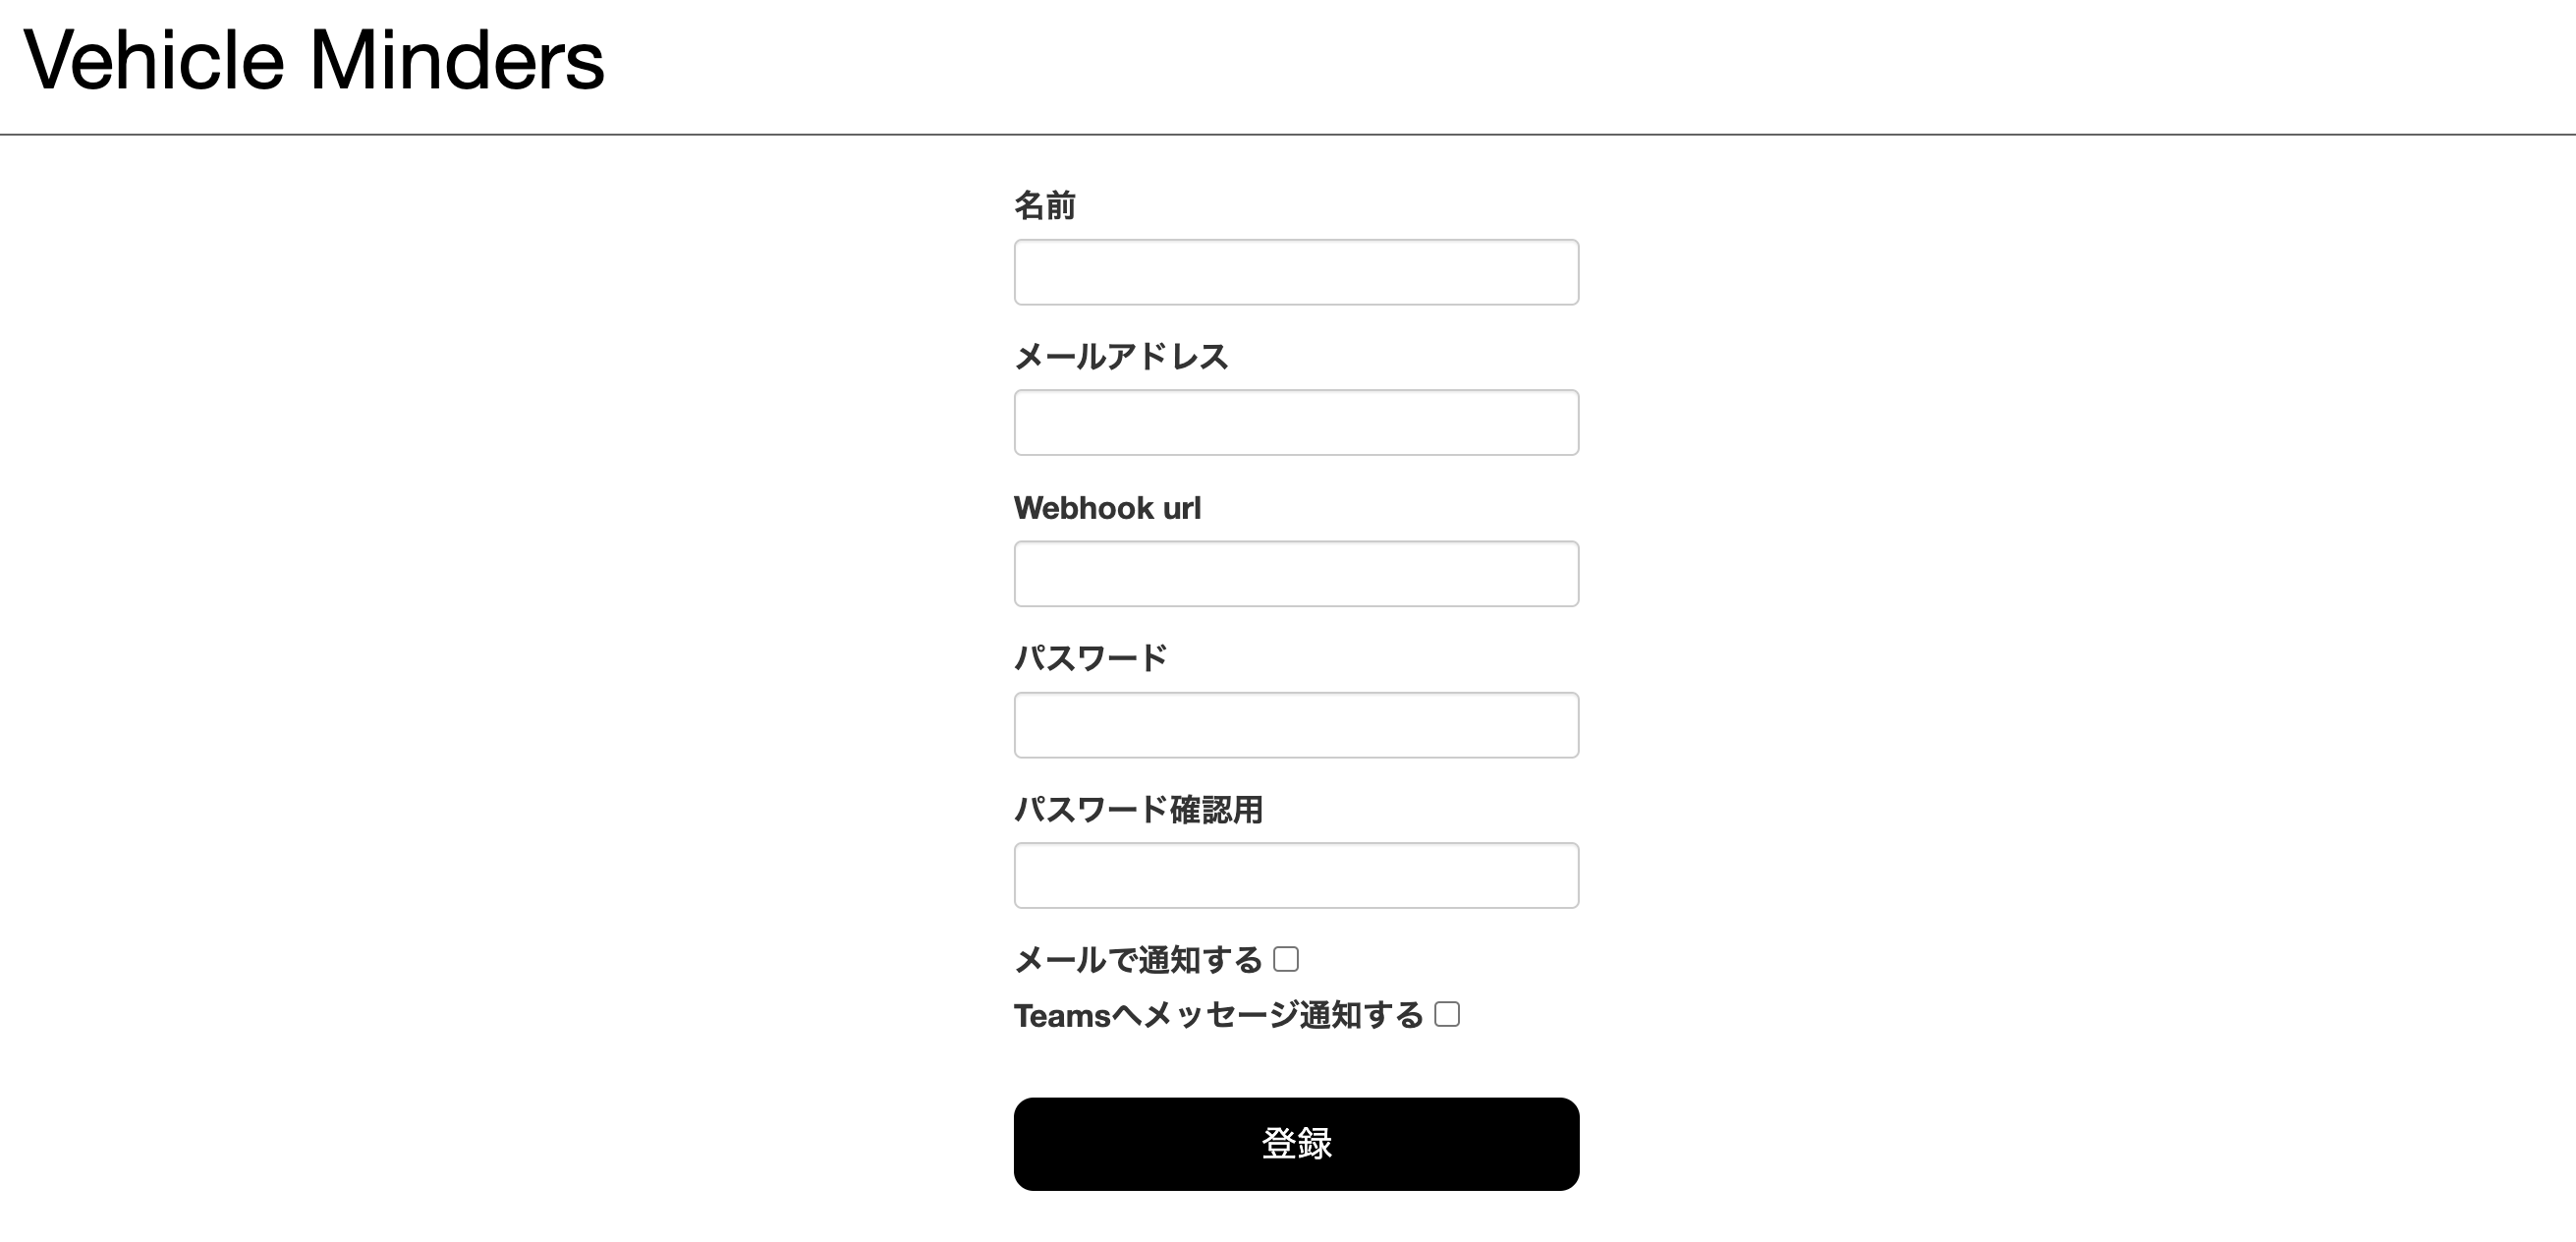 Vehicle Minders
名前
メールアドレス
Webhook url
パスワード
パスワード確認用
メールで通知する
Teamsへメッセージ通知する
登録